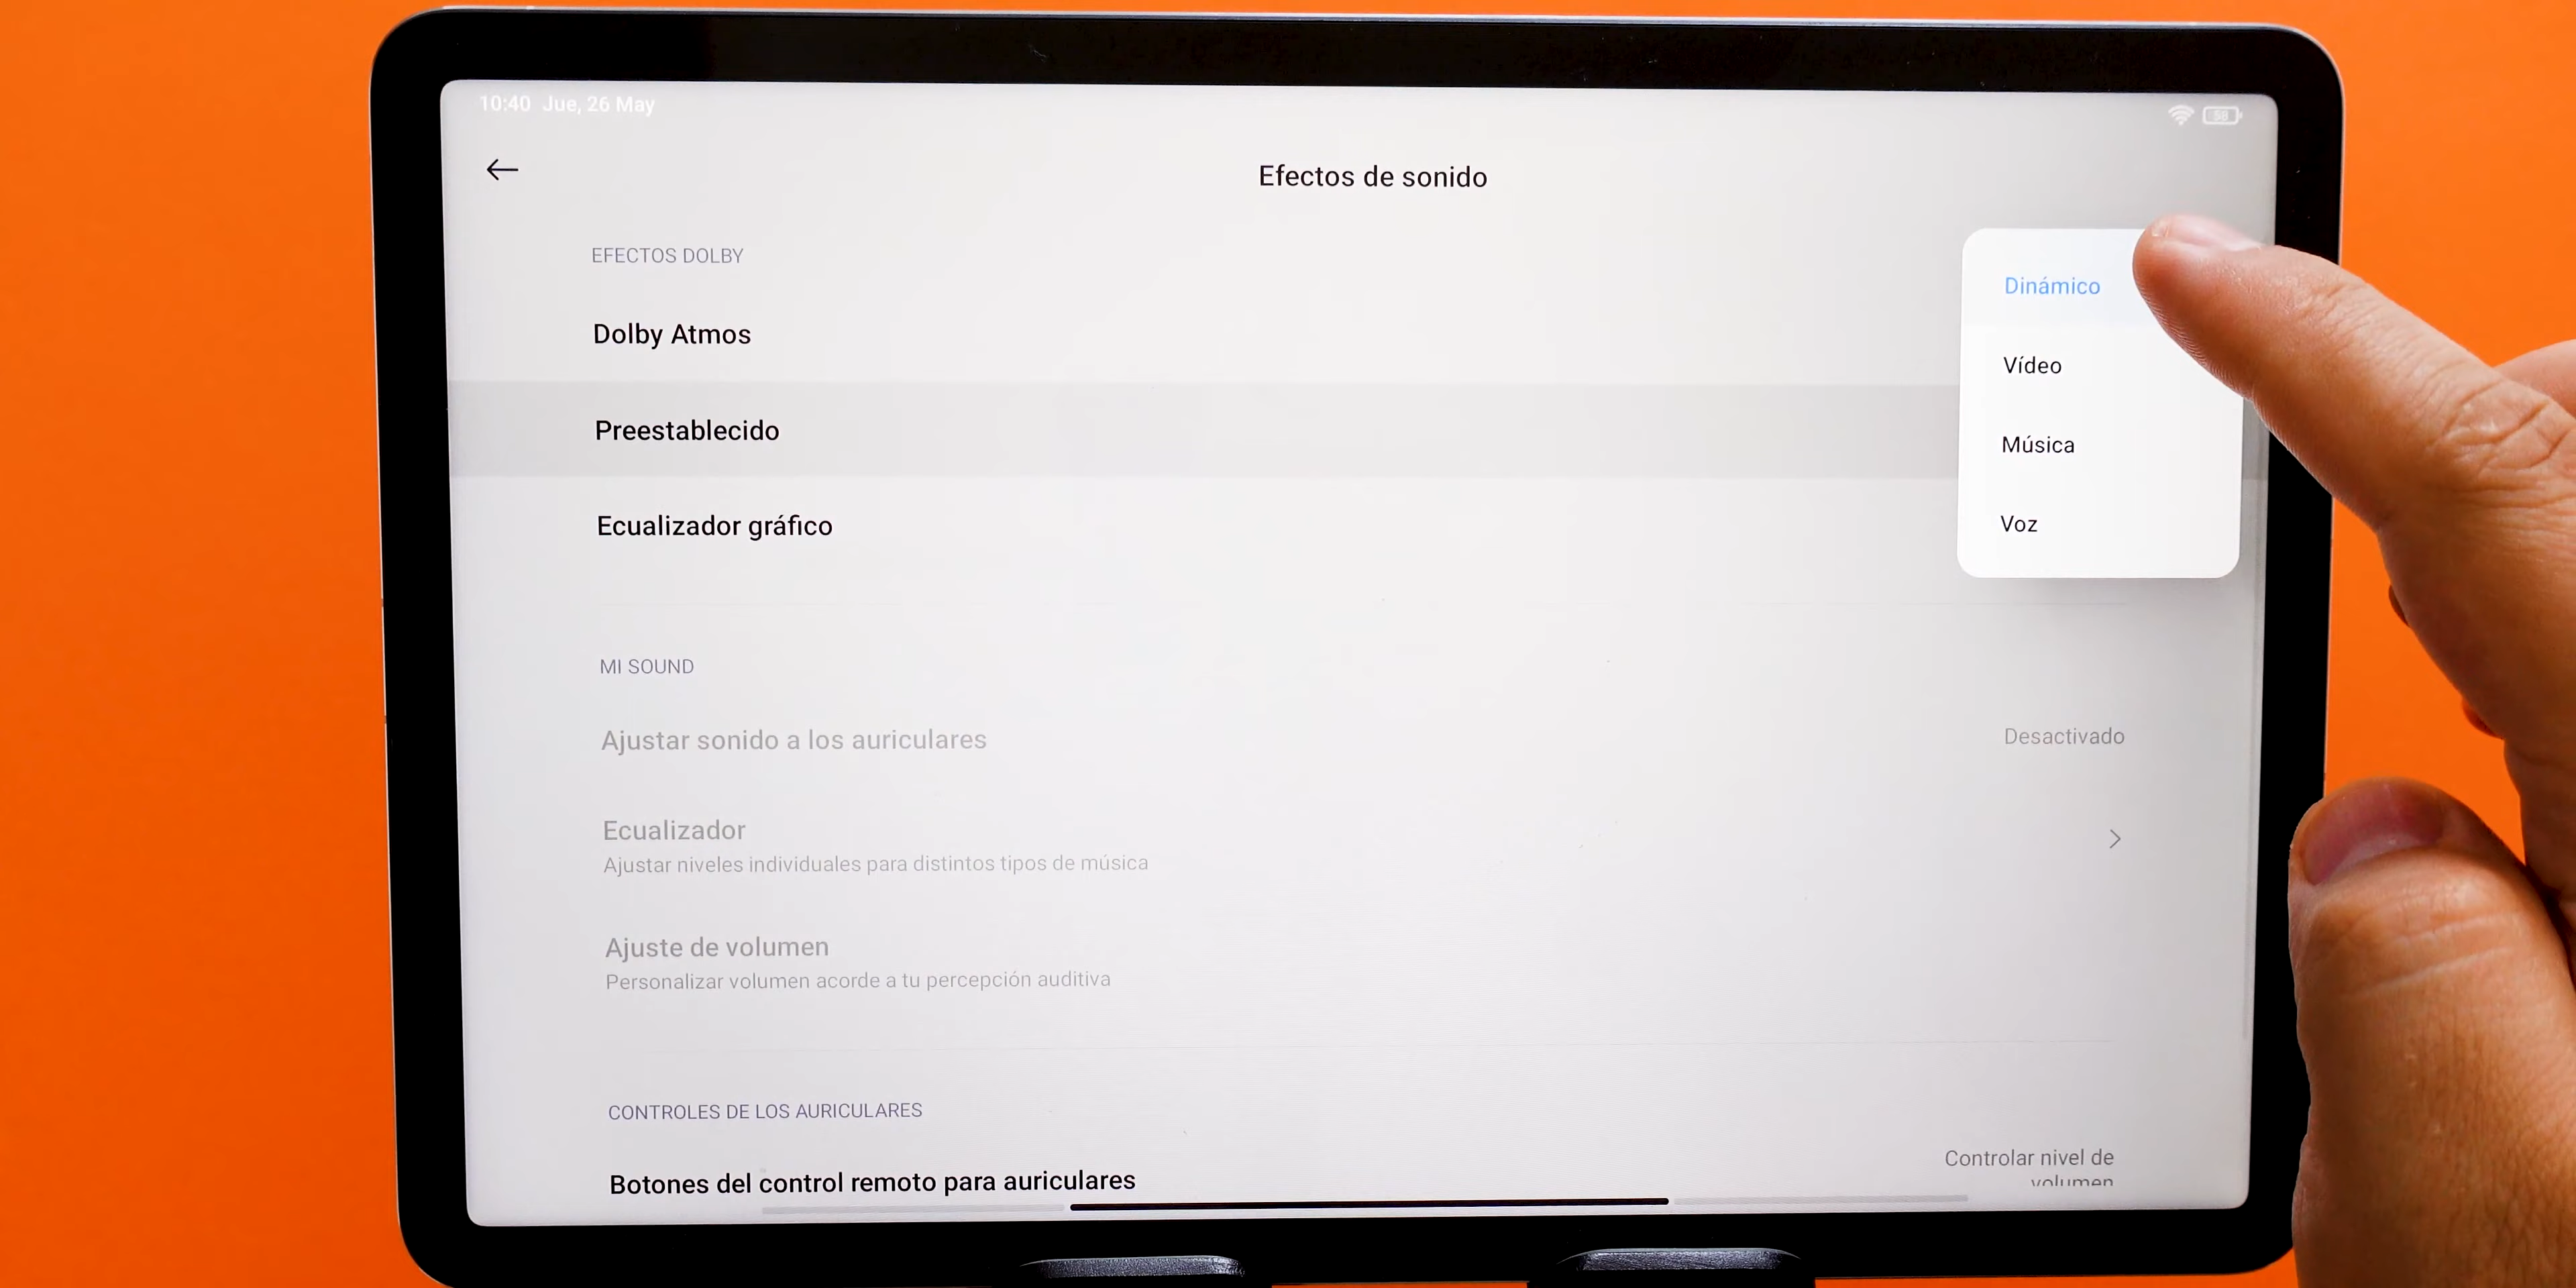 10:40 Jue, 26 May
58
Efectos de sonido
EFECTOS DOLBY
Dolby Atmos
Preestablecido
Ecualizador gráfico
Dinámico
Vídeo
Música
Voz
MI SOUND
Ajustar sonido a los auriculares
Desactivado
Ecualizador
Ajustar niveles individuales para distintos tipos de música
Ajuste de volumen
Personalizar volumen acorde a tu percepción auditiva
CONTROLES DE LOS AURICULARES
Botones del control remoto para auriculares
Controlar nivel de
volumen